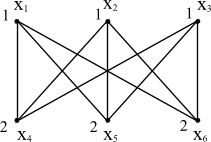 1 x₁ 1 x₂ 1 x₃
2 x₄ 2 x₅ 2 x₆